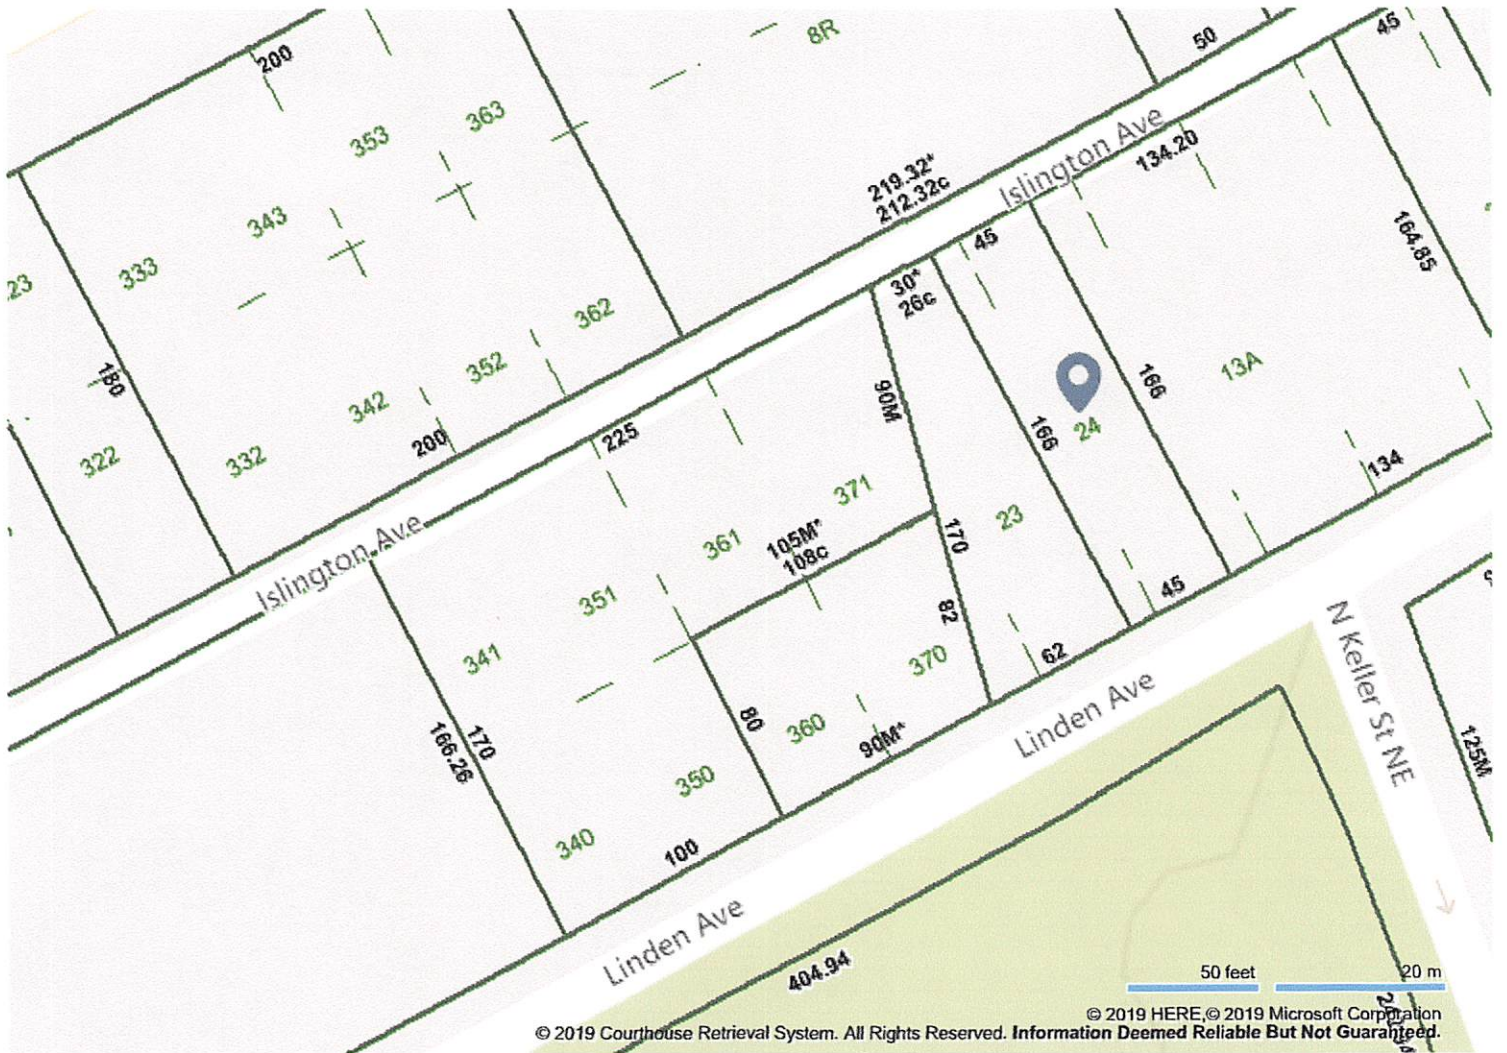 200
8R
50
45
353
363
343
333
23
219.32*
212.32c
Islington Ave
134.20
164.85
45
30*
26c
362
352
342
332
322
180
200
225
90M
166
166
13A
24
134
371
361
105M*
108c
170
23
351
341
Islington Ave
82
45
62
370
360
80
90M*
350
340
170
166.26
100
Linden Ave
N Keller St NE
125M
Linden Ave
404.94
50 feet
20 m
© 2019 HERE,© 2019 Microsoft Corporation
© 2019 Courthouse Retrieval System. All Rights Reserved. Information Deemed Reliable But Not Guaranteed.